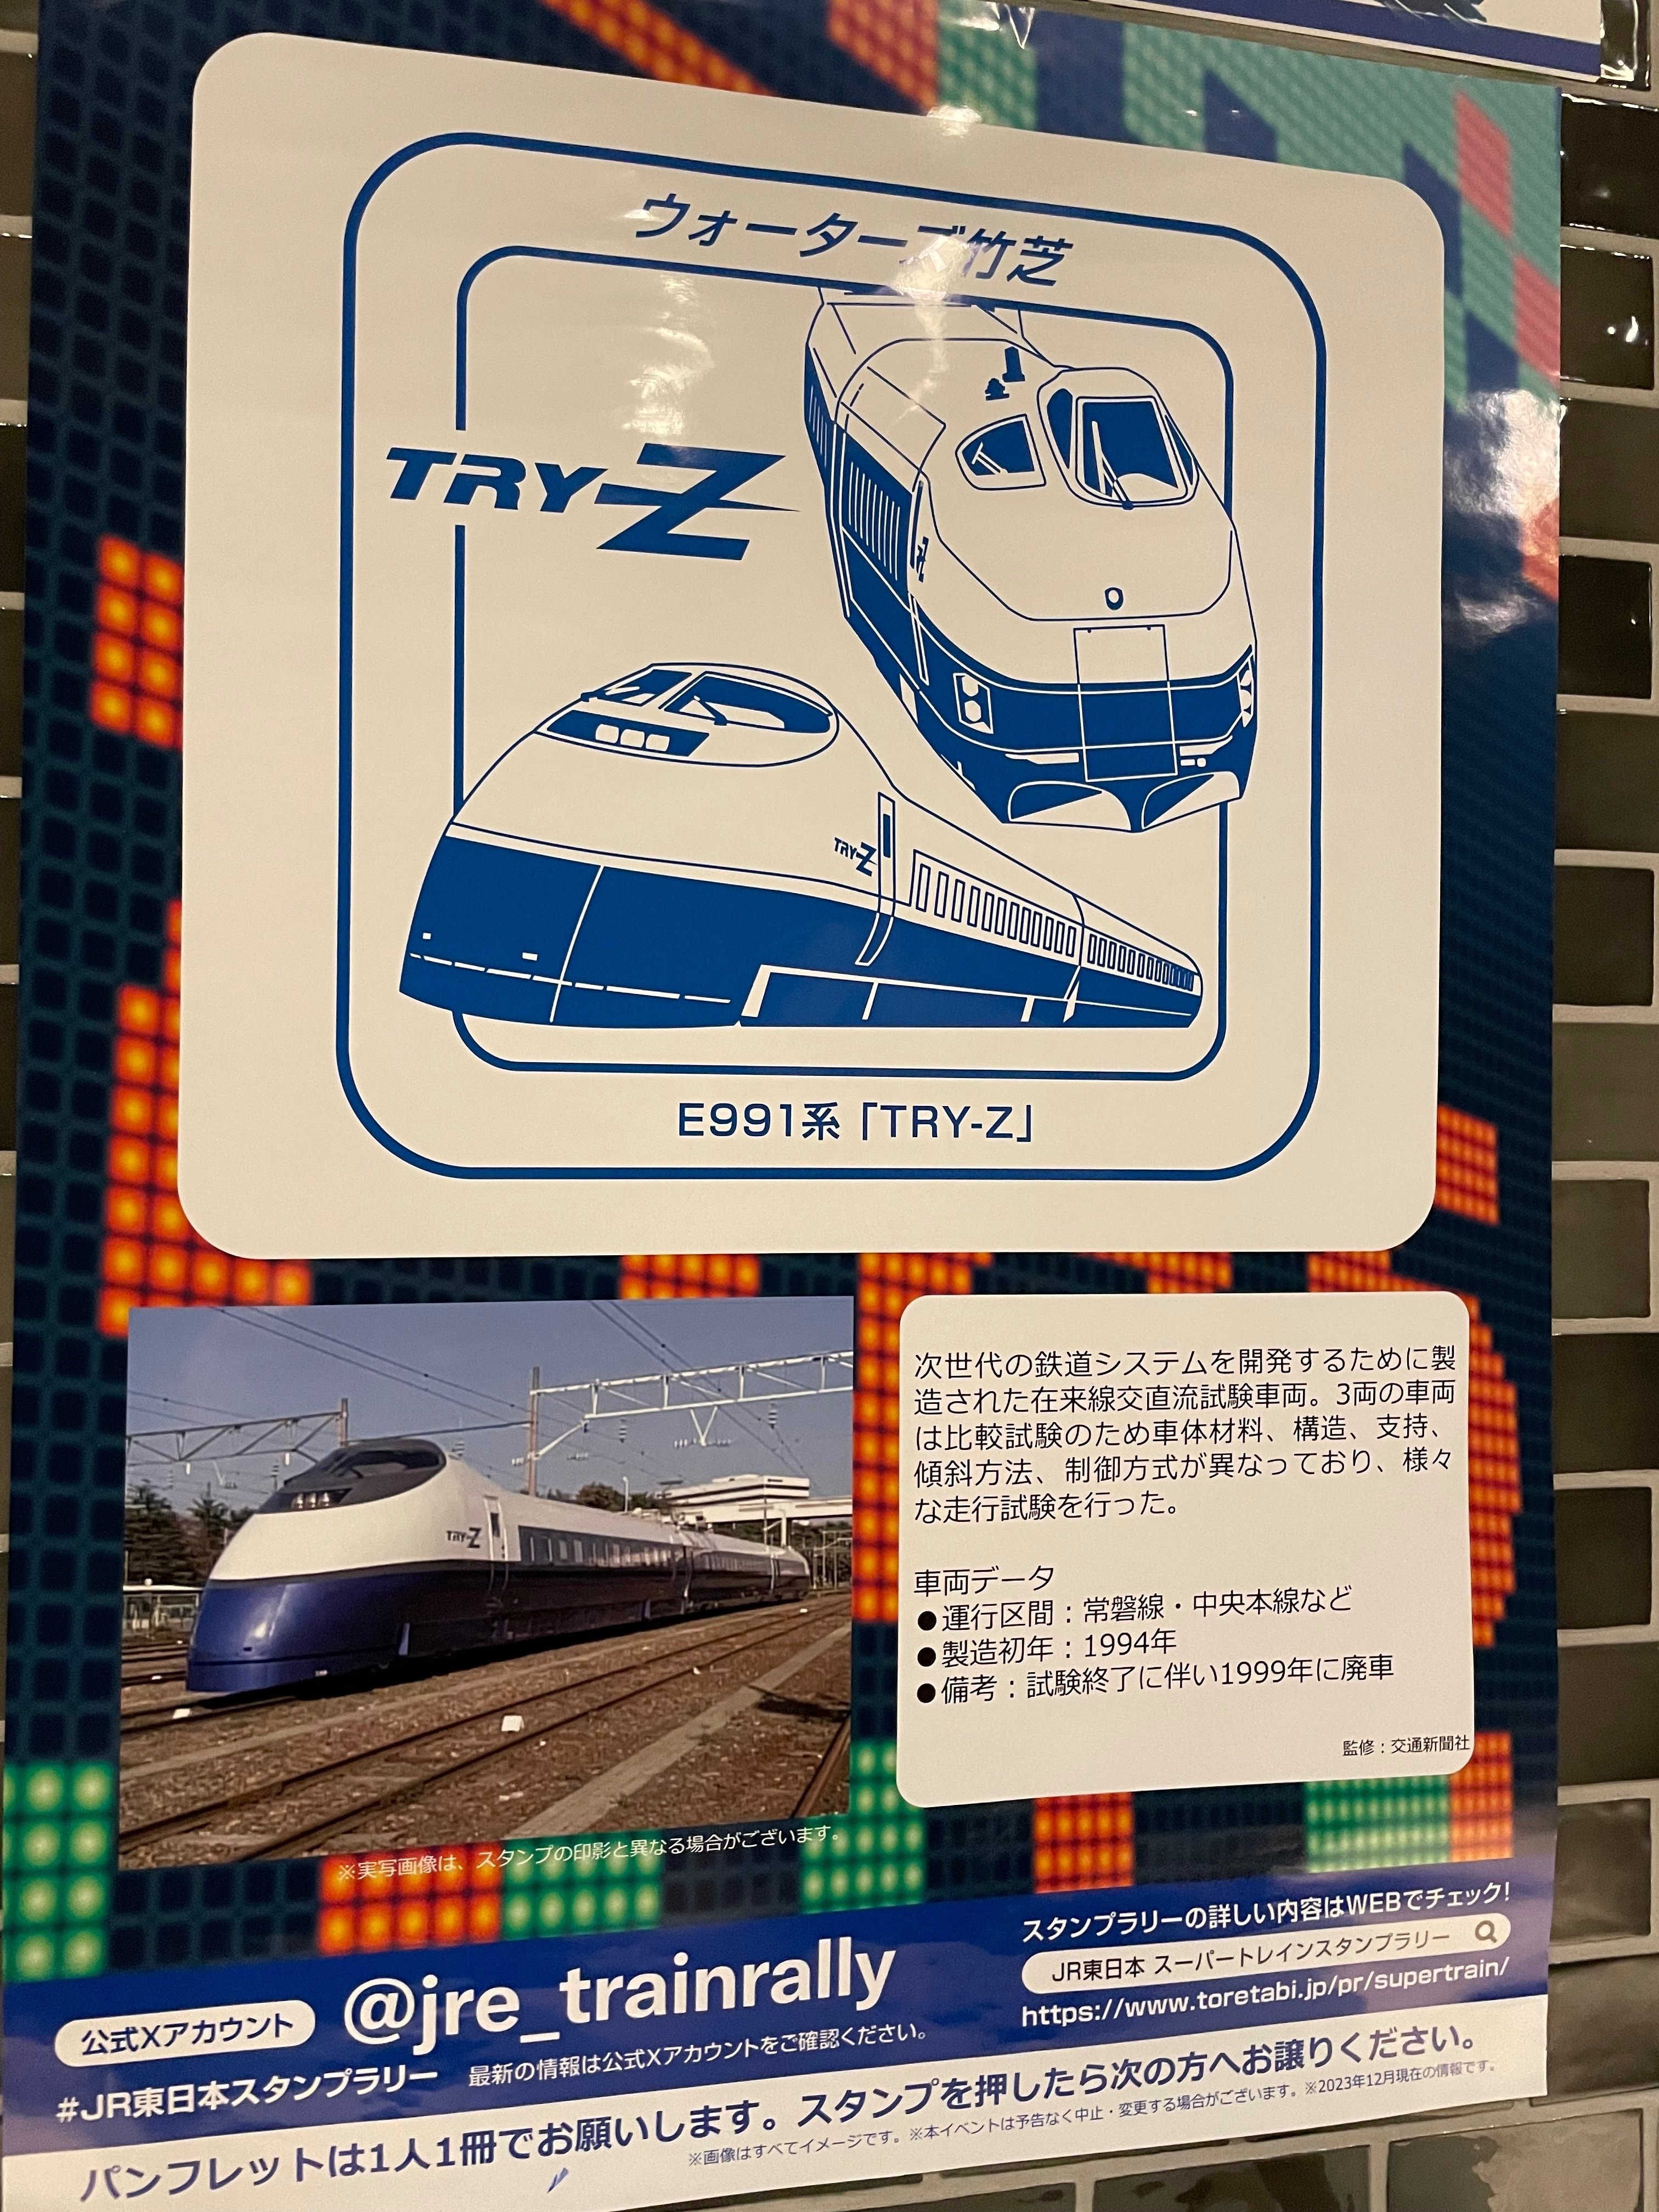 ウォーターズ竹芝
TRY-Z
TRY-Z
E991系「TRY-Z」
TRY-Z
次世代の鉄道システムを開発するために製
造された在来線交直流試験車両。3両の車両
は比較試験のため車体材料、構造、支持、
傾斜方法、制御方式が異なっており、様々
な走行試験を行った。
車両データ
●運行区間：常磐線・中央本線など
●製造初年：1994年
●備考：試験終了に伴い1999年に廃車
監修：交通新聞社
※実写画像は、スタンプの印影と異なる場合がございます。
公式Xアカウント @jre_trainrally
#JR東日本スタンプラリー 最新の情報は公式Xアカウントをご確認ください。
スタンプラリーの詳しい内容はWEBでチェック!
JR東日本 スーパートレインスタンプラリー
https://www.toretabi.jp/pr/supertrain/
パンフレットは1人1冊でお願いします。スタンプを押したら次の方へお譲りください。
※画像はすべてイメージです。※本イベントは予告なく中止・変更する場合がございます。※2023年12月現在の情報です。